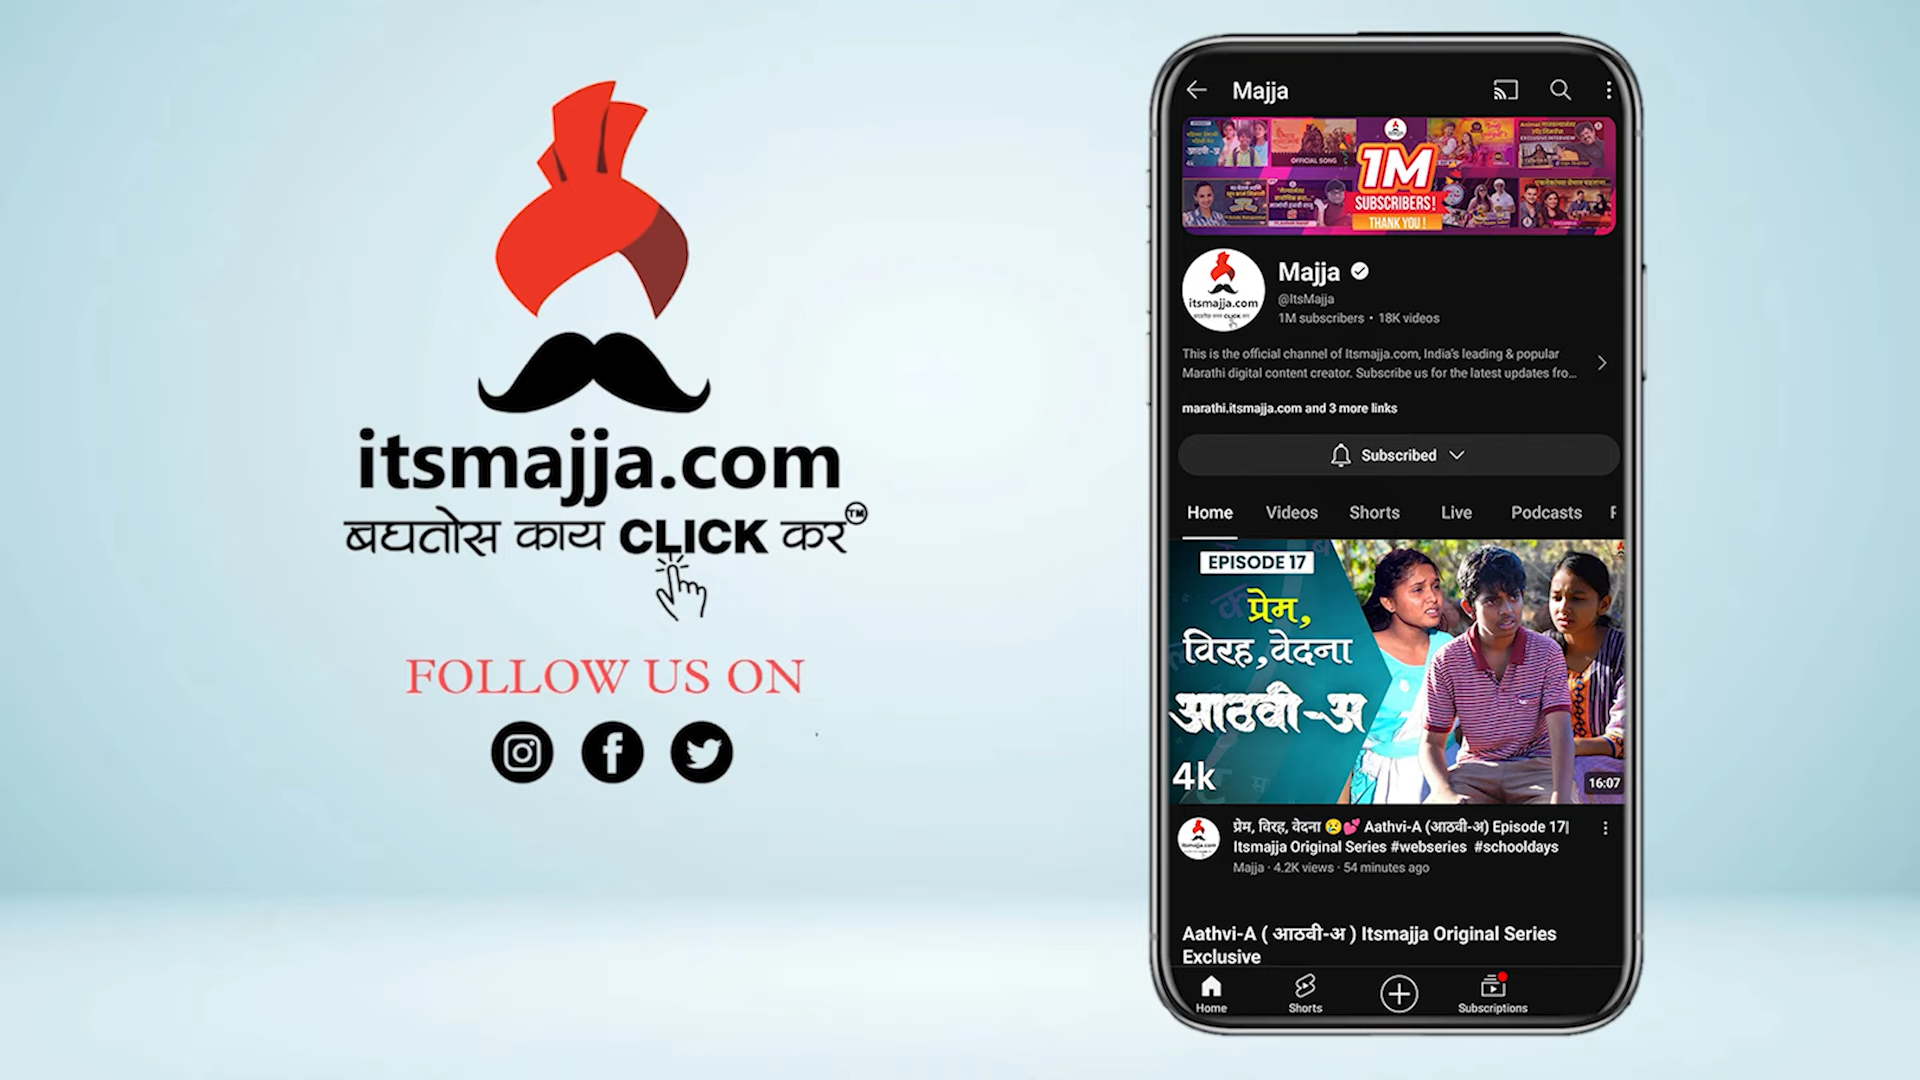 itsmajja.com
बघतोस काय CLICK कर™
FOLLOW US ON
Majja
OFFICIAL SONG
1M
SUBSCRIBERS!
THANK YOU !
EXCLUSIVE INTERVIEW
Majja
@ItsMajja
1M subscribers • 18K videos
itsmajja.com
This is the official channel of Itsmajja.com, India's leading & popular
Marathi digital content creator. Subscribe us for the latest updates fro...
marathi.itsmajja.com and 3 more links
Subscribed
Home Videos Shorts Live Podcasts
EPISODE 17
प्रेम,
विरह, वेदना
आठवी-अ
4k
16:07
प्रेम, विरह, वेदना 😢💕 Aathvi-A (आठवी-अ) Episode 17|
Itsmajja Original Series #webseries #schooldays
Majja · 4.2K views · 54 minutes ago
Aathvi-A ( आठवी-अ ) Itsmajja Original Series
Exclusive
Home Shorts Subscriptions